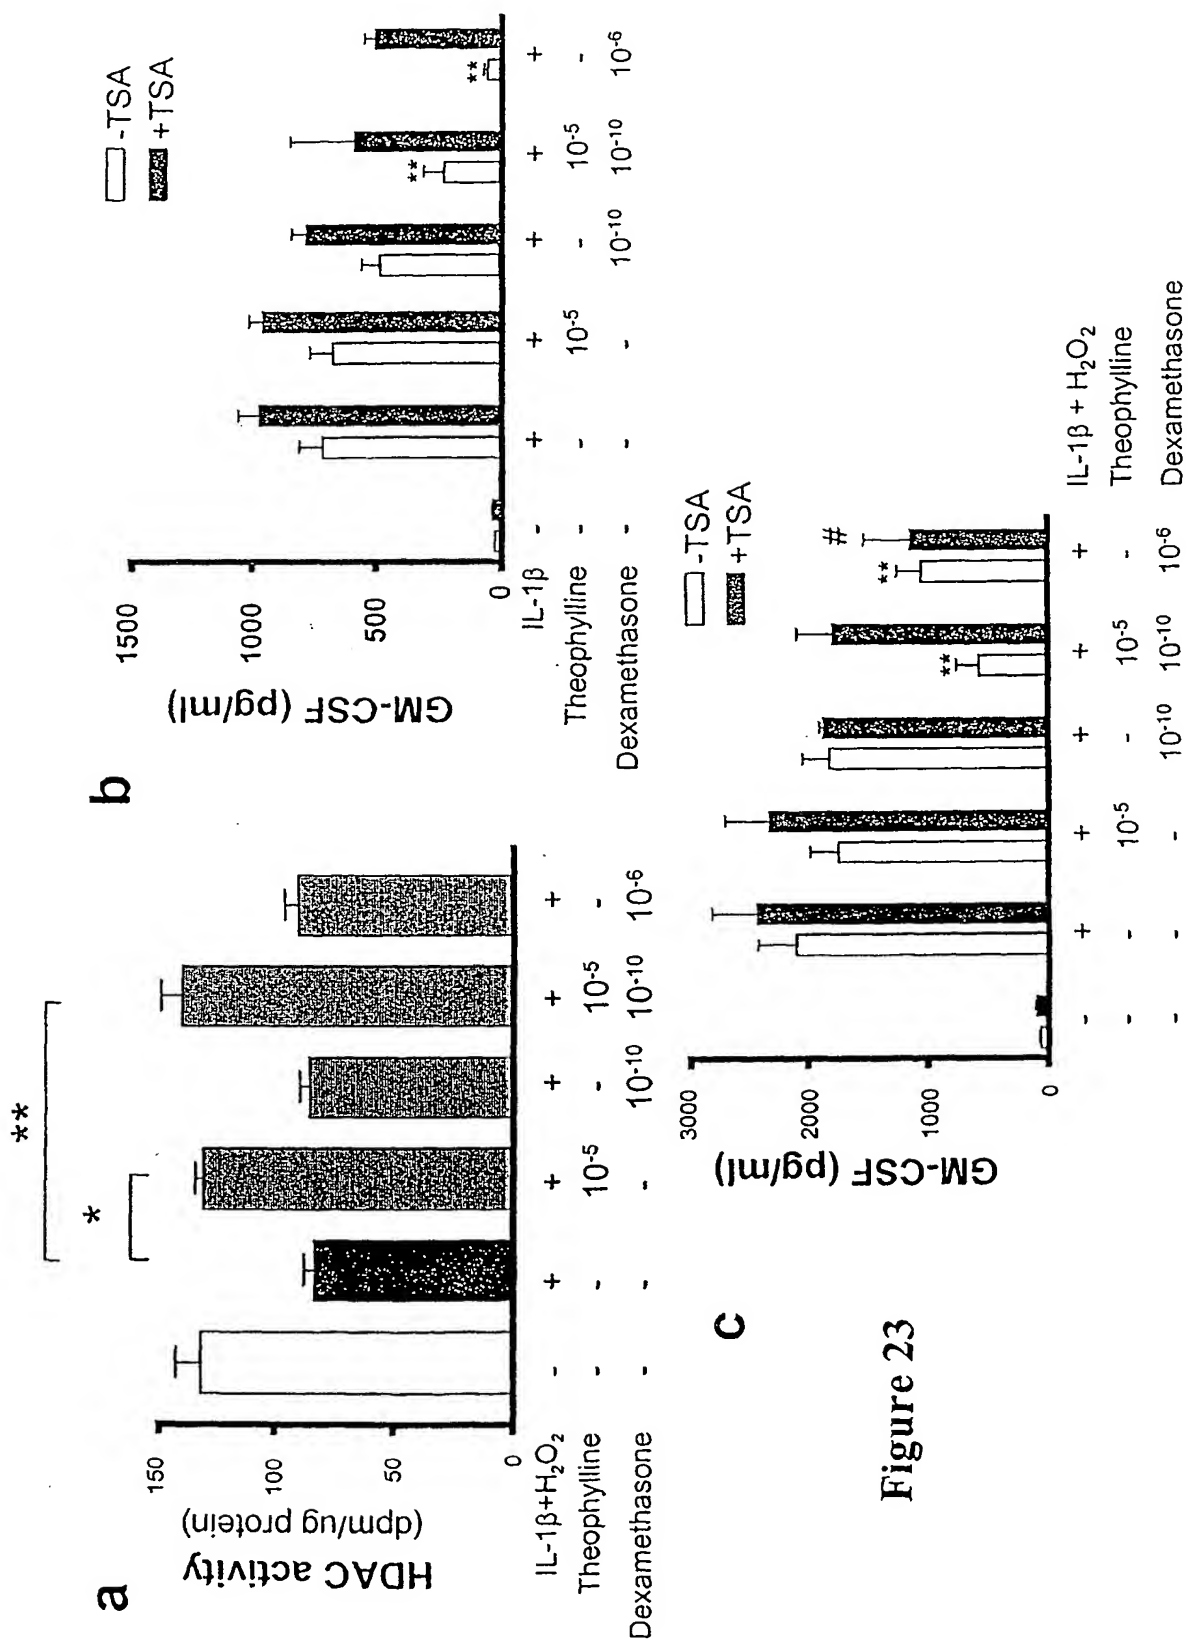 a
HDAC activity
(dpm/ug protein)
150
100
50
0
*
**
IL-1β+H₂O₂ - + + + + +
Theophylline - - 10⁻⁵ - 10⁻⁵ -
Dexamethasone - - - 10⁻¹⁰ 10⁻¹⁰ 10⁻⁶
b
GM-CSF (pg/ml)
1500
1000
500
0
-TSA
+TSA
** **
IL-1β - + + + + +
Theophylline - - 10⁻⁵ - 10⁻⁵ -
Dexamethasone - - - 10⁻¹⁰ 10⁻¹⁰ 10⁻⁶
c
GM-CSF (pg/ml)
3000
2000
1000
0
-TSA
+TSA
** ** #
- + + + + + IL-1β + H₂O₂
- - 10⁻⁵ - 10⁻⁵ - Theophylline
- - - 10⁻¹⁰ 10⁻¹⁰ 10⁻⁶ Dexamethasone
Figure 23